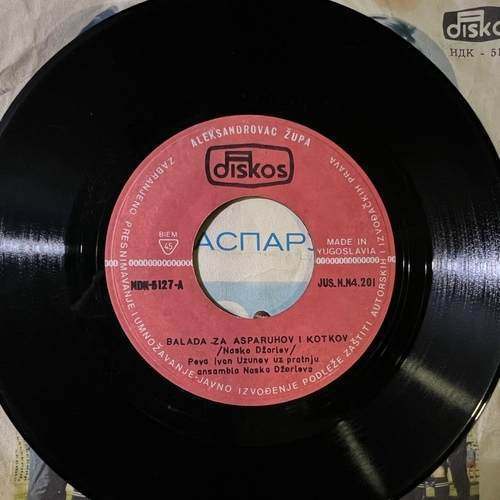 diskos
НДК - 51
ALEKSANDROVAC ŽUPA
diskos
ZABRANJENO PRESNIMAVANJE I UMNOŽAVANJE-JAVNO IZVOĐENJE PODLEŽE ZAŠTITI AUTORSKIH I IZVOĐAČKIH PRAVA
BIEM
45
АСПАР
MADE IN
YUGOSLAVIA
NDK-5127-A
JUS.N.N4.201
BALADA ZA ASPARUHOV I KOTKOV
/Nasko Džorlev/
Peva Ivan Uzunov uz pratnju
ansambla Naska Džorleva